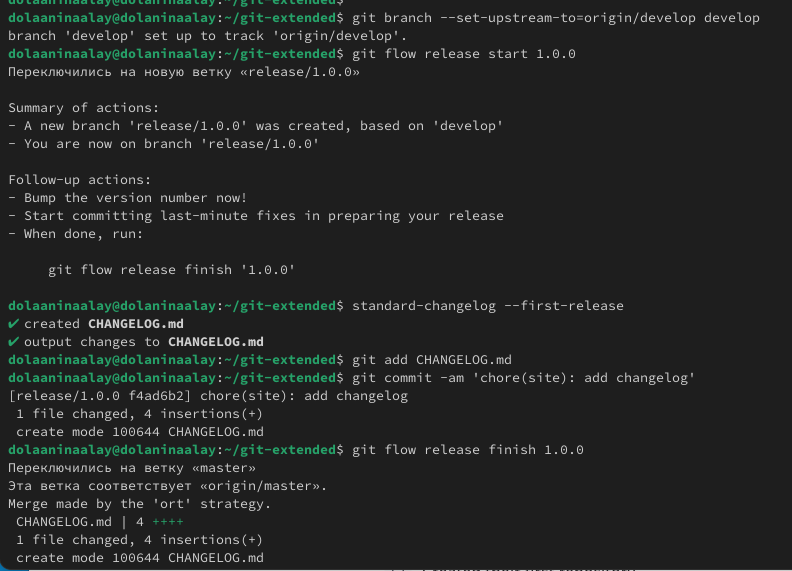 dolaaninaalay@dolaninaalay:~/git-extended$ git branch --set-upstream-to=origin/develop develop
branch 'develop' set up to track 'origin/develop'.
dolaaninaalay@dolaninaalay:~/git-extended$ git flow release start 1.0.0
Переключились на новую ветку «release/1.0.0»

Summary of actions:
- A new branch 'release/1.0.0' was created, based on 'develop'
- You are now on branch 'release/1.0.0'

Follow-up actions:
- Bump the version number now!
- Start committing last-minute fixes in preparing your release
- When done, run:

     git flow release finish '1.0.0'

dolaaninaalay@dolaninaalay:~/git-extended$ standard-changelog --first-release
✔ created CHANGELOG.md
✔ output changes to CHANGELOG.md
dolaaninaalay@dolaninaalay:~/git-extended$ git add CHANGELOG.md
dolaaninaalay@dolaninaalay:~/git-extended$ git commit -am 'chore(site): add changelog'
[release/1.0.0 f4ad6b2] chore(site): add changelog
 1 file changed, 4 insertions(+)
 create mode 100644 CHANGELOG.md
dolaaninaalay@dolaninaalay:~/git-extended$ git flow release finish 1.0.0
Переключились на ветку «master»
Эта ветка соответствует «origin/master».
Merge made by the 'ort' strategy.
 CHANGELOG.md | 4 ++++
 1 file changed, 4 insertions(+)
 create mode 100644 CHANGELOG.md